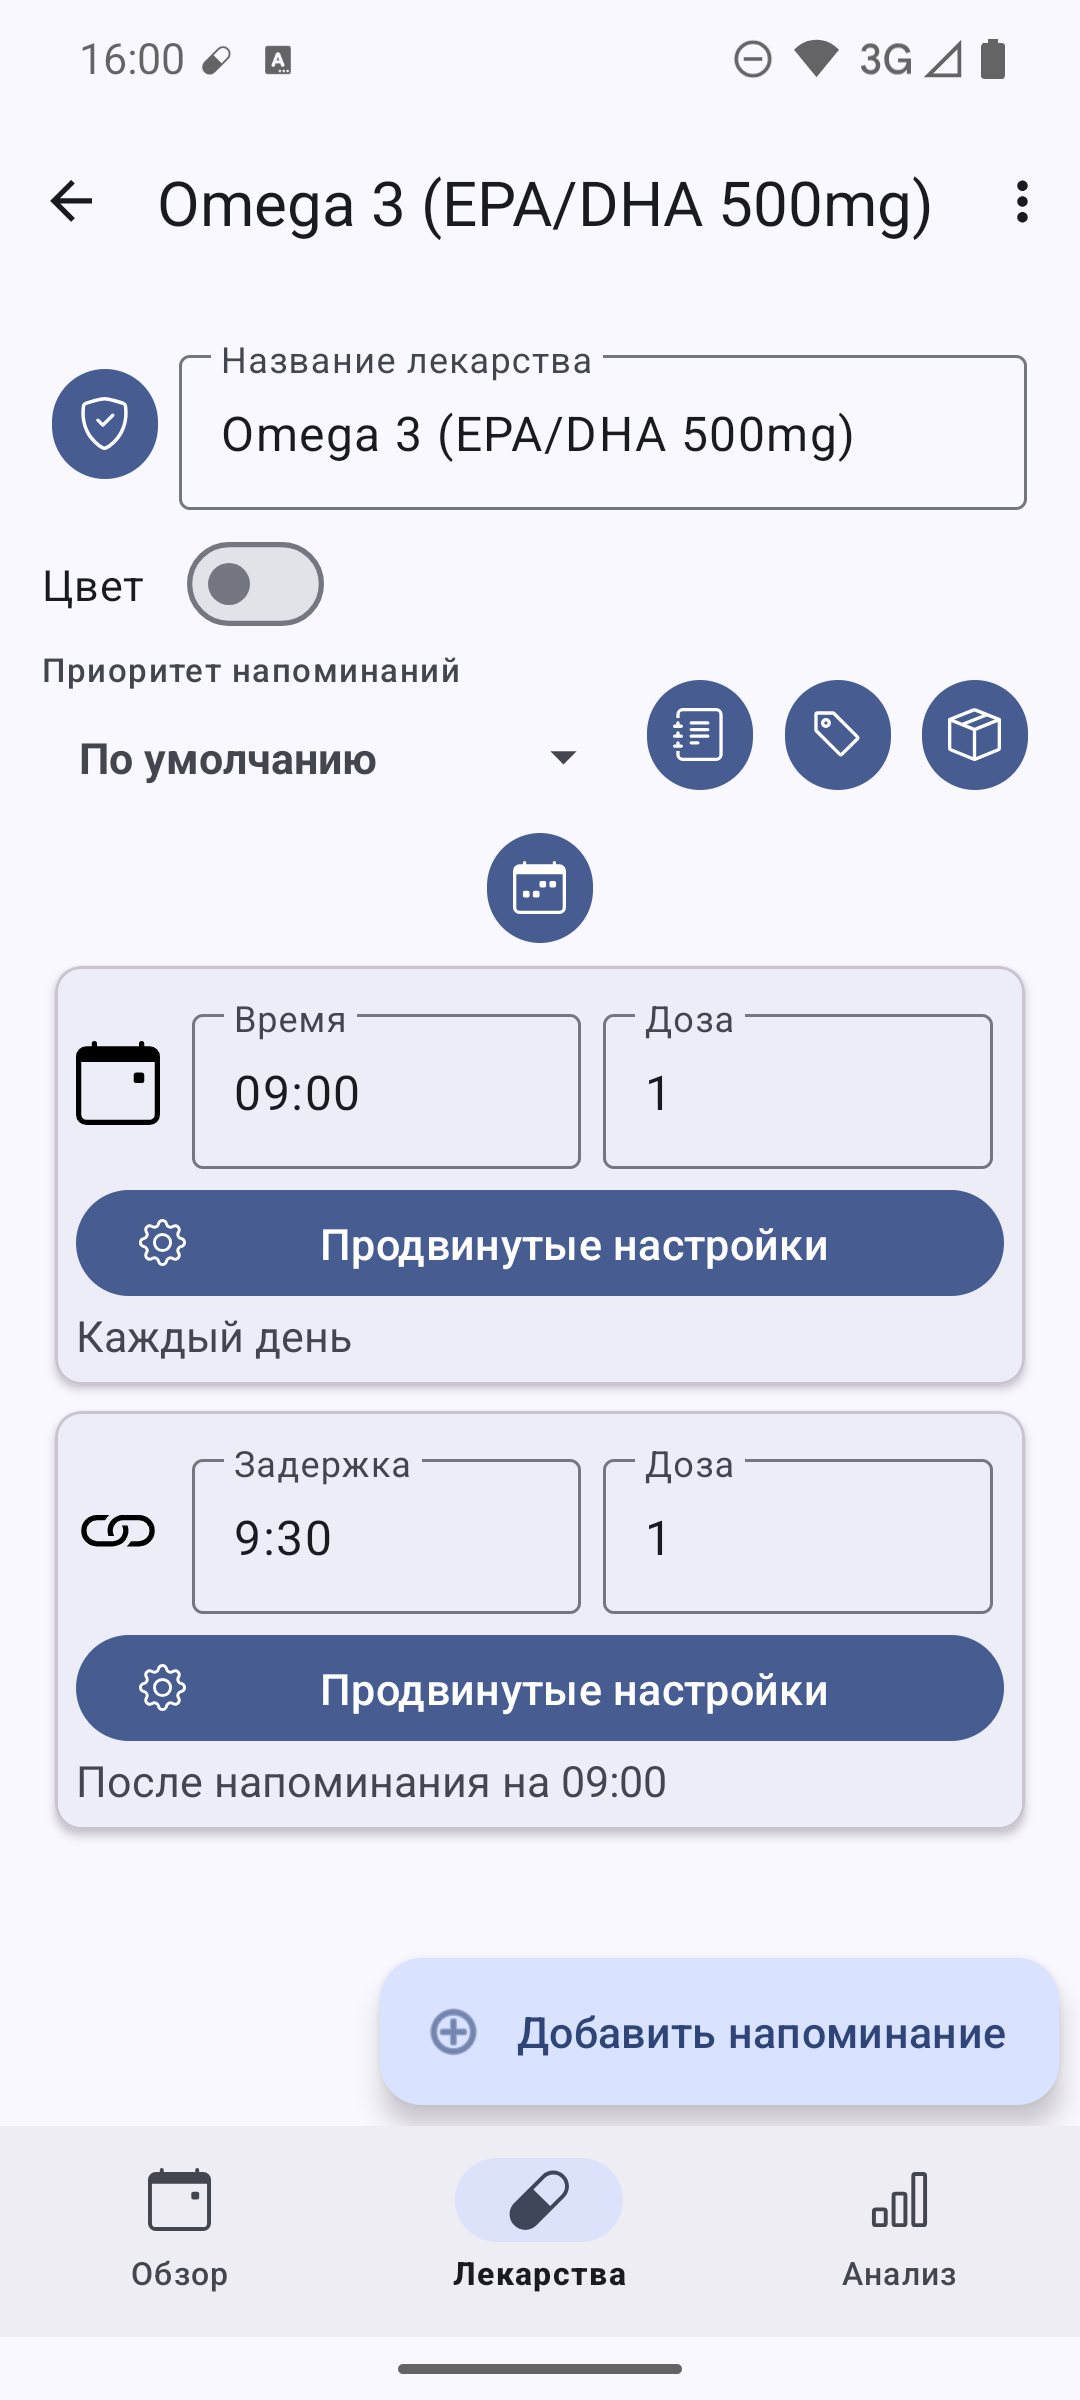 16:00
3G
Omega 3 (EPA/DHA 500mg)
Название лекарства
Omega 3 (EPA/DHA 500mg)
Цвет
Приоритет напоминаний
По умолчанию
Время
09:00
Доза
1
Продвинутые настройки
Каждый день
Задержка
9:30
Доза
1
Продвинутые настройки
После напоминания на 09:00
Добавить напоминание
Обзор
Лекарства
Анализ